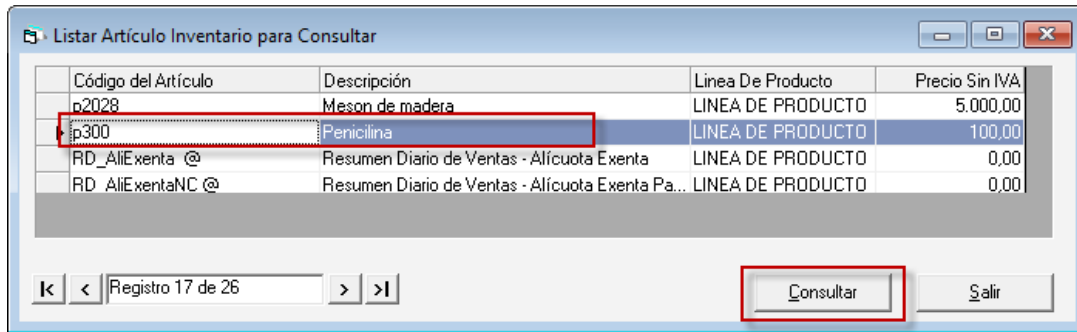 Listar Artículo Inventario para Consultar
Código del Artículo Descripción Linea De Producto Precio Sin IVA
p2028 Meson de madera LINEA DE PRODUCTO 5.000,00
p300 Penicilina LINEA DE PRODUCTO 100,00
RD_AliExenta @ Resumen Diario de Ventas - Alícuota Exenta LINEA DE PRODUCTO 0,00
RD_AliExentaNC @ Resumen Diario de Ventas - Alícuota Exenta Pa... LINEA DE PRODUCTO 0,00
Registro 17 de 26 Consultar Salir